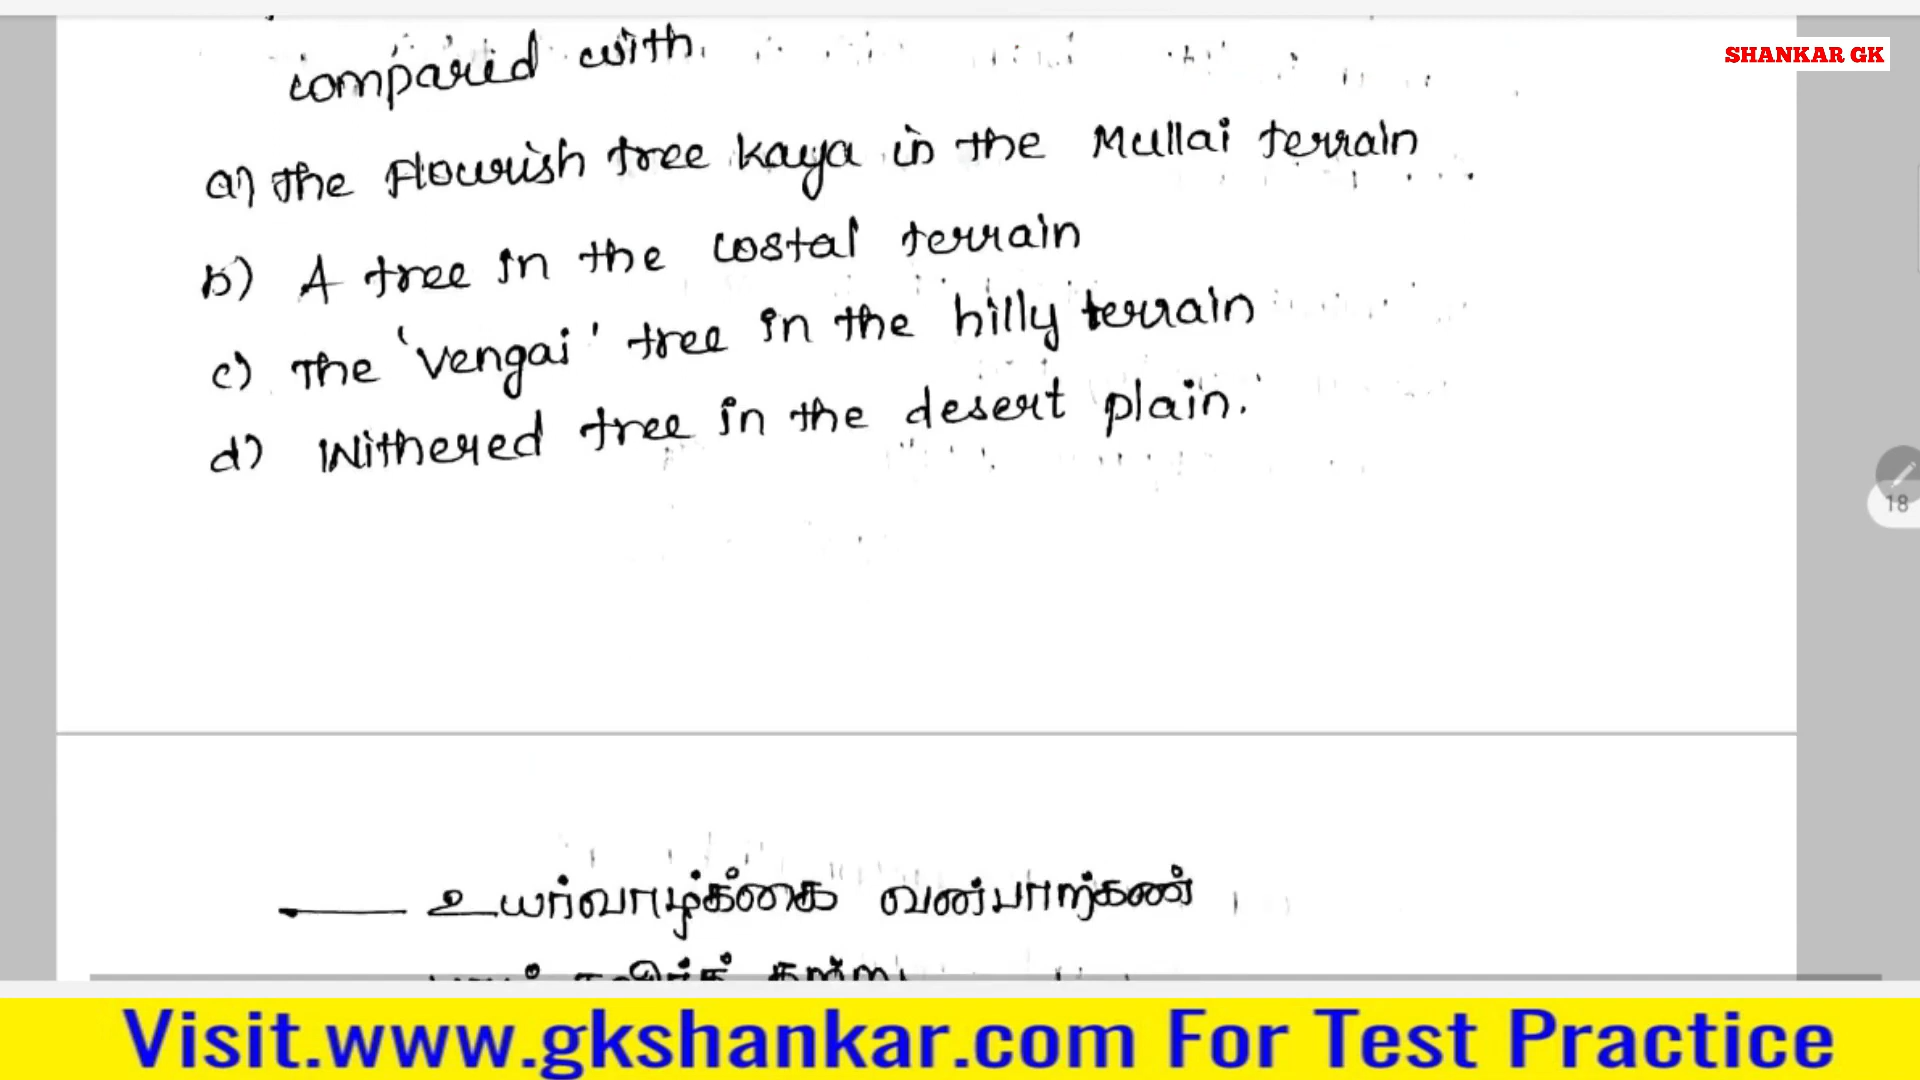 compared with.
SHANKAR GK
a) The Flourish tree kaya in the Mullai terrain
b) A tree in the costal terrain
c) The 'Vengai' tree in the hilly terrain
d) Withered tree in the desert plain.
18
உயிர்வாழ்க்கை வன்பாற்கண்
Visit.www.gkshankar.com For Test Practice